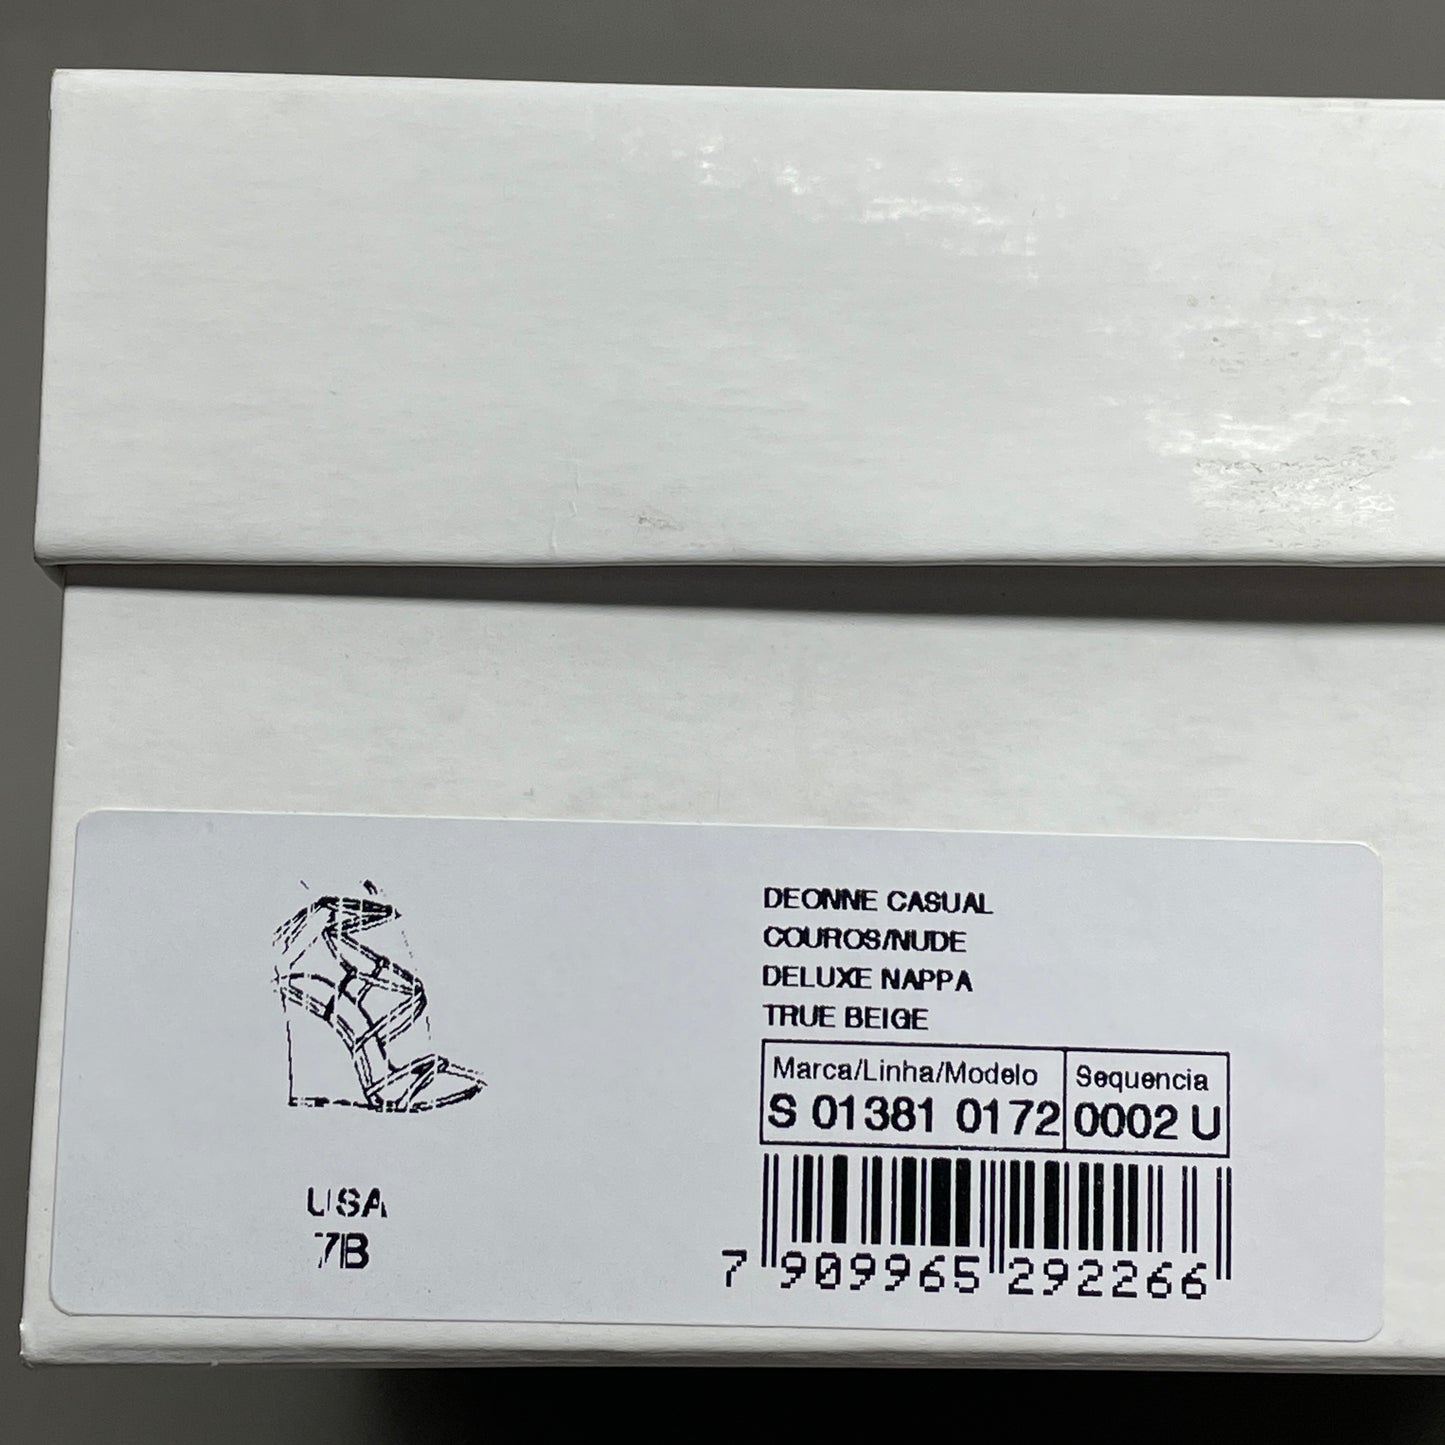 DEONNE CASUAL
COUROS/NUDE
DELUXE NAPPA
TRUE BEIGE
Marca/Linha/Modelo Sequencia
S 01381 0172 0002 U
USA
7B
7 909965 292266